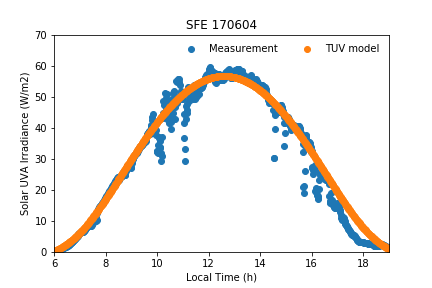 SFE 170604
Measurement TUV model
70
60
50
40
30
20
10
0
Solar UVA Irradiance (W/m2)
6 8 10 12 14 16 18
Local Time (h)